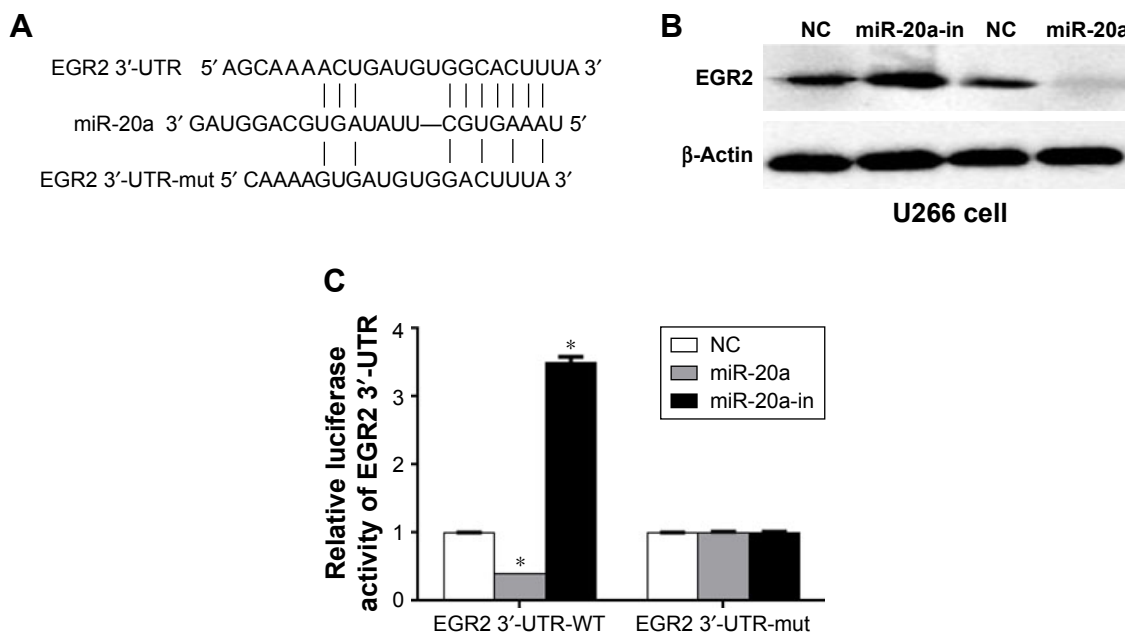 A
EGR2 3′-UTR 5′ AGCAAAACUGAUGUGGCACUUUA 3′
miR-20a 3′ GAUGGACGUGAUAUU—CGUGAAAU 5′
EGR2 3′-UTR-mut 5′ CAAAAGUGAUGUGGACUUUA 3′
B
NC miR-20a-in NC miR-20a
EGR2
β-Actin
U266 cell
C
Relative luciferase
activity of EGR2 3′-UTR
4
3
2
1
0
*
*
NC
miR-20a
miR-20a-in
EGR2 3′-UTR-WT EGR2 3′-UTR-mut